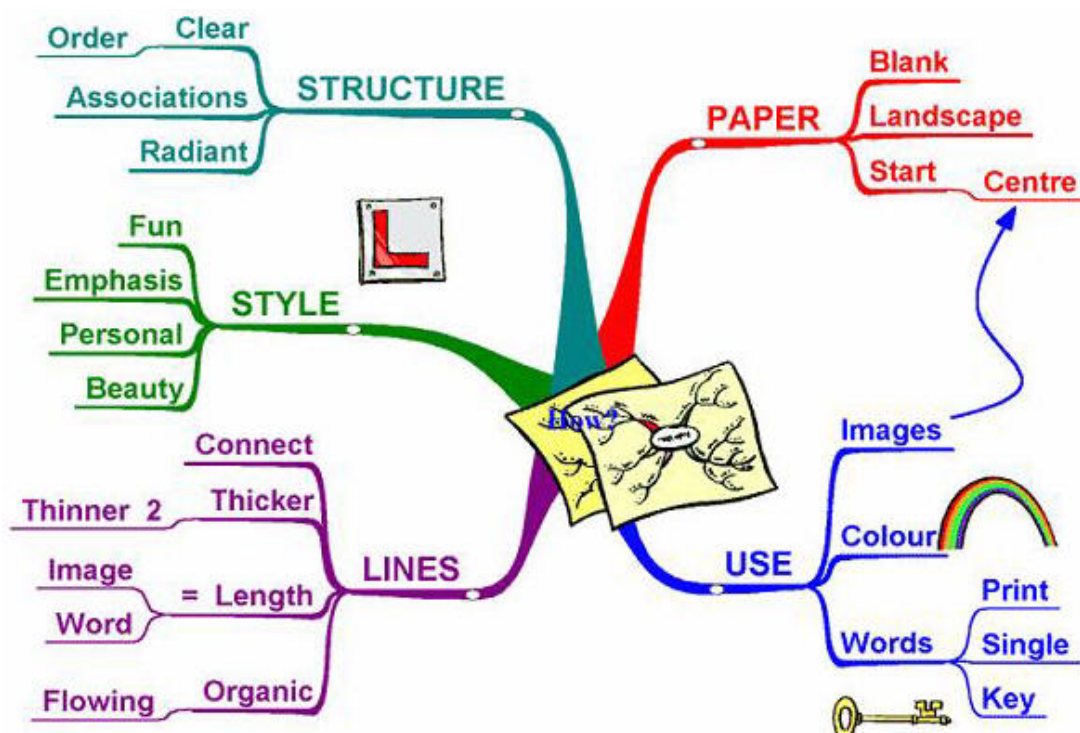 STRUCTURE
Clear
Order
Associations
Radiant
PAPER
Blank
Landscape
Start
Centre
STYLE
Fun
Emphasis
Personal
Beauty
How?
L
LINES
Connect
Thicker
Thinner 2
= Length
Image
Word
Organic
Flowing
USE
Images
Colour
Words
Print
Single
Key